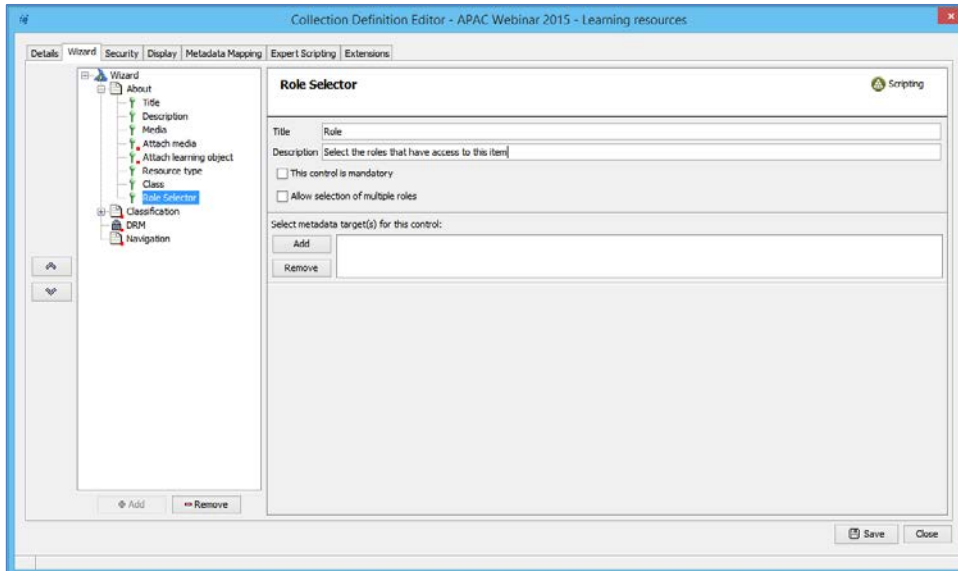 Collection Definition Editor - APAC Webinar 2015 - Learning resources
Details Wizard Security Display Metadata Mapping Expert Scripting Extensions
Wizard
About
Title
Description
Media
Attach media
Attach learning object
Resource type
Class
Role Selector
Classification
DRM
Navigation
Add Remove
Role Selector Scripting
Title Role
Description Select the roles that have access to this item
This control is mandatory
Allow selection of multiple roles
Select metadata target(s) for this control:
Add
Remove
Save Close